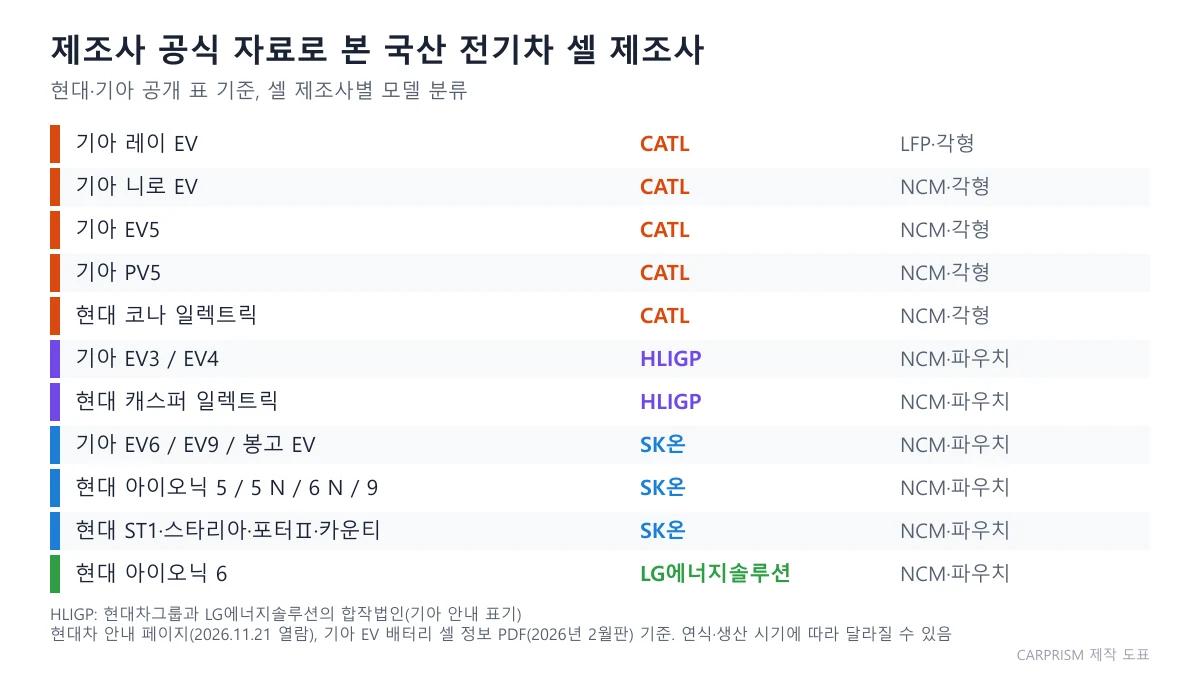 제조사 공식 자료로 본 국산 전기차 셀 제조사
현대·기아 공개 표 기준, 셀 제조사별 모델 분류
기아 레이 EV CATL LFP·각형
기아 니로 EV CATL NCM·각형
기아 EV5 CATL NCM·각형
기아 PV5 CATL NCM·각형
현대 코나 일렉트릭 CATL NCM·각형
기아 EV3 / EV4 HLIGP NCM·파우치
현대 캐스퍼 일렉트릭 HLIGP NCM·파우치
기아 EV6 / EV9 / 봉고 EV SK온 NCM·파우치
현대 아이오닉 5 / 5 N / 6 N / 9 SK온 NCM·파우치
현대 ST1·스타리아·포터Ⅱ·카운티 SK온 NCM·파우치
현대 아이오닉 6 LG에너지솔루션 NCM·파우치
HLIGP: 현대차그룹과 LG에너지솔루션의 합작법인(기아 안내 표기)
현대차 안내 페이지(2026.11.21 열람), 기아 EV 배터리 셀 정보 PDF(2026년 2월판) 기준. 연식·생산 시기에 따라 달라질 수 있음
CARPRISM 제작 도표